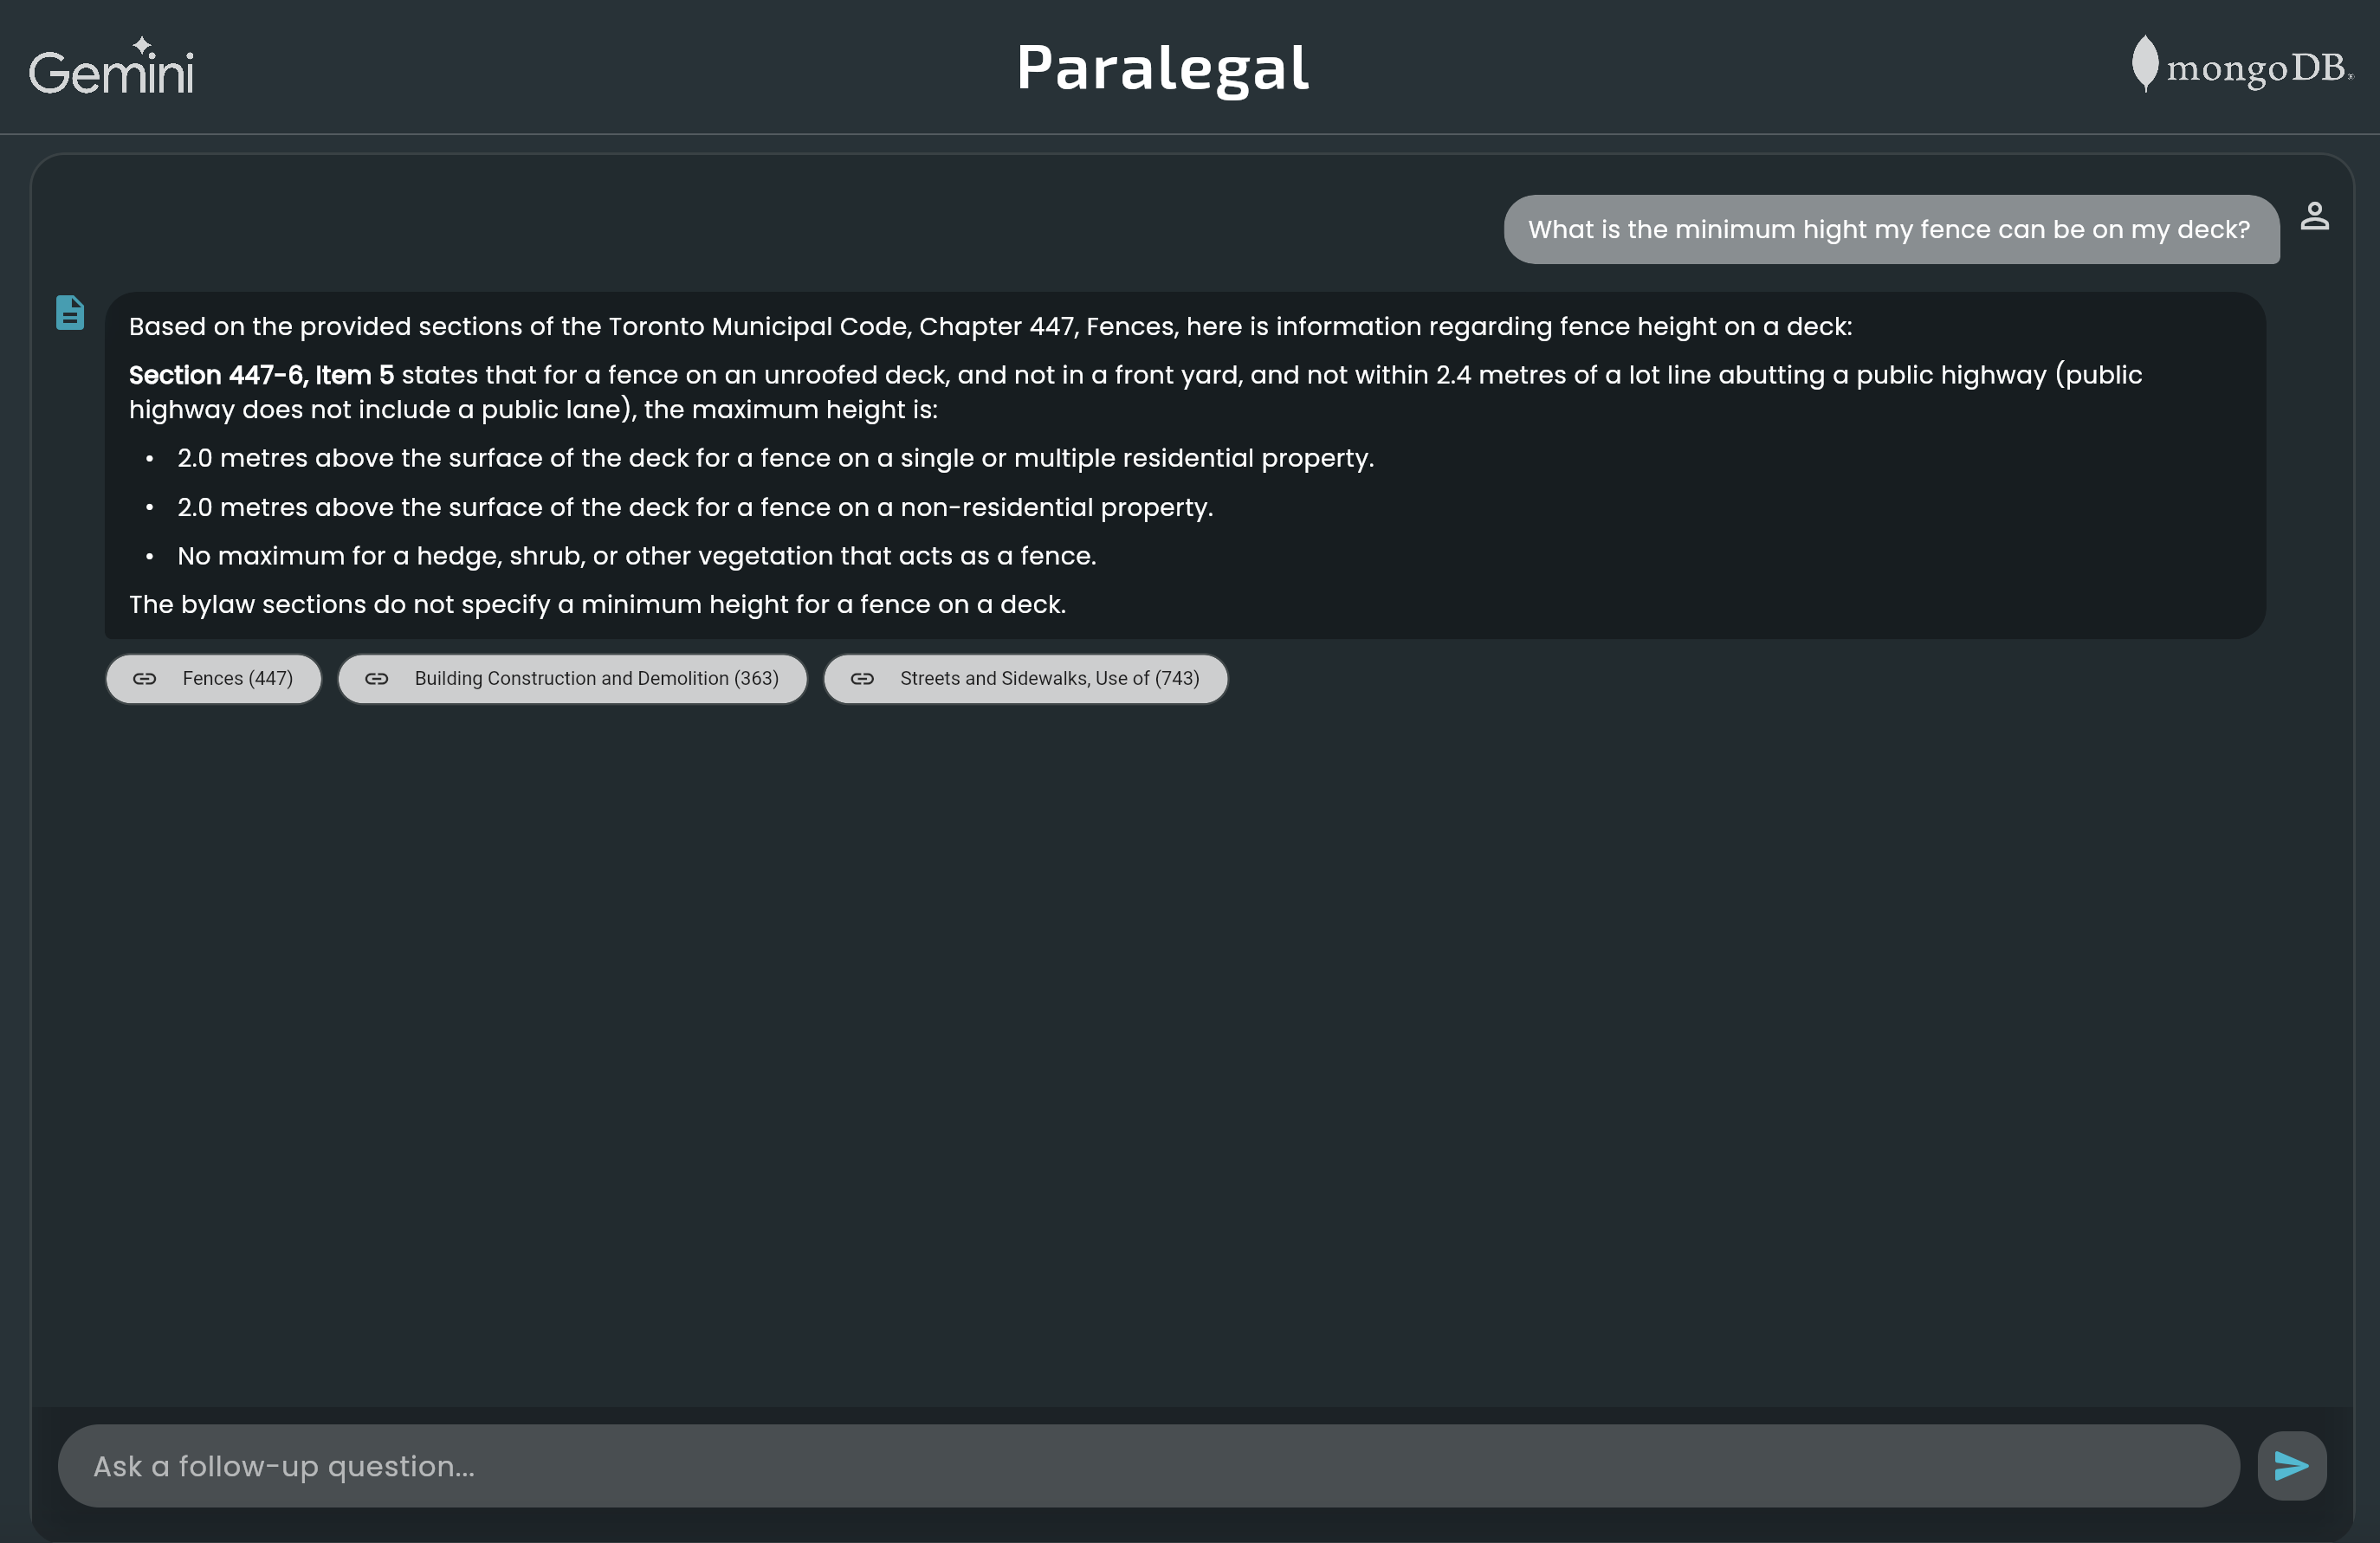 Gemini
Paralegal
mongoDB®
What is the minimum hight my fence can be on my deck?
Based on the provided sections of the Toronto Municipal Code, Chapter 447, Fences, here is information regarding fence height on a deck:
Section 447-6, Item 5 states that for a fence on an unroofed deck, and not in a front yard, and not within 2.4 metres of a lot line abutting a public highway (public
highway does not include a public lane), the maximum height is:
• 2.0 metres above the surface of the deck for a fence on a single or multiple residential property.
• 2.0 metres above the surface of the deck for a fence on a non-residential property.
• No maximum for a hedge, shrub, or other vegetation that acts as a fence.
The bylaw sections do not specify a minimum height for a fence on a deck.
Fences (447)
Building Construction and Demolition (363)
Streets and Sidewalks, Use of (743)
Ask a follow-up question...